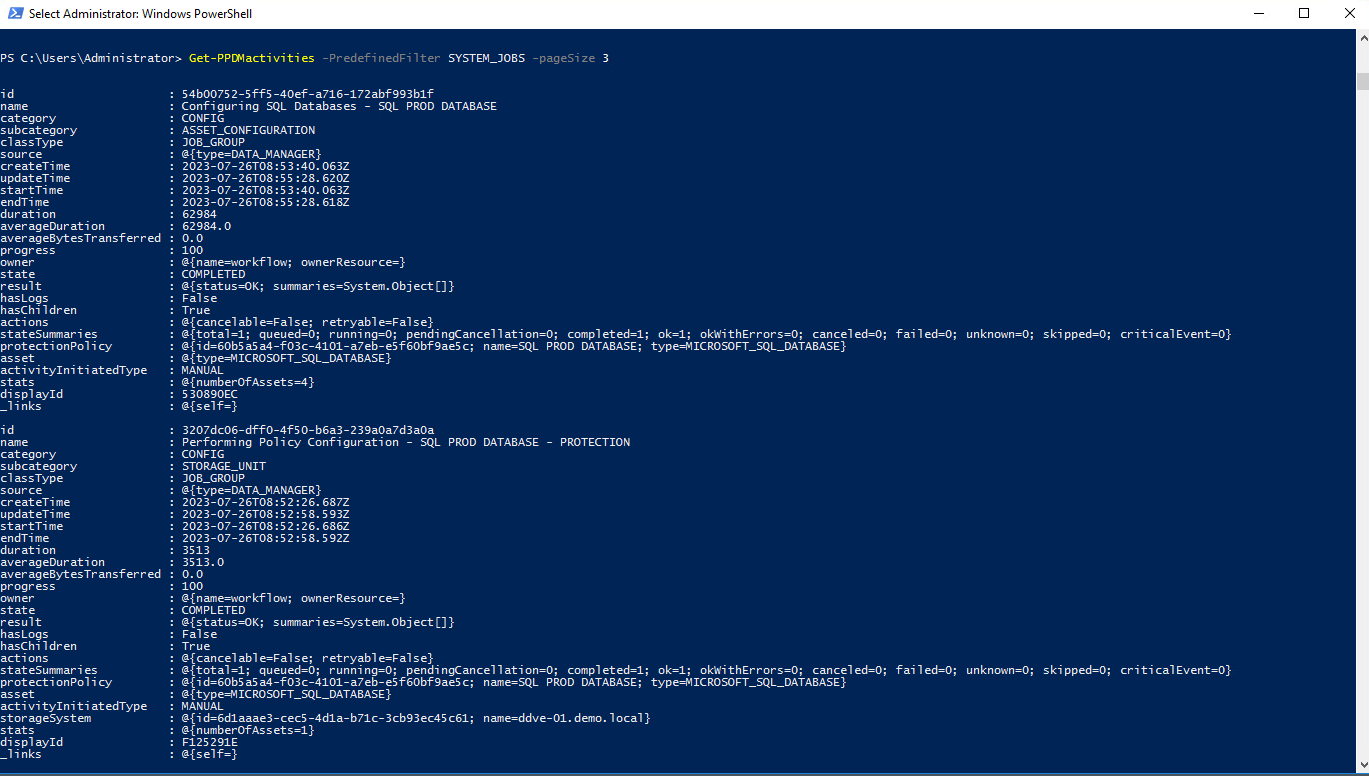 Select Administrator: Windows PowerShell
PS C:\Users\Administrator> Get-PPDMactivities -PredefinedFilter SYSTEM_JOBS -pageSize 3
id : 54b00752-5ff5-40ef-a716-172abf993b1f
name : Configuring SQL Databases - SQL PROD DATABASE
category : CONFIG
subcategory : ASSET_CONFIGURATION
classType : JOB_GROUP
source : @{type=DATA_MANAGER}
createTime : 2023-07-26T08:53:40.063Z
updateTime : 2023-07-26T08:55:28.620Z
startTime : 2023-07-26T08:53:40.063Z
endTime : 2023-07-26T08:55:28.618Z
duration : 62984
averageDuration : 62984.0
averageBytesTransferred : 0.0
progress : 100
owner : @{name=workflow; ownerResource=}
state : COMPLETED
result : @{status=OK; summaries=System.Object[]}
hasLogs : False
hasChildren : True
actions : @{cancelable=False; retryable=False}
stateSummaries : @{total=1; queued=0; running=0; pendingCancellation=0; completed=1; ok=1; okWithErrors=0; canceled=0; failed=0; unknown=0; skipped=0; criticalEvent=0}
protectionPolicy : @{id=60b5a5a4-f03c-4101-a7eb-e5f60bf9ae5c; name=SQL PROD DATABASE; type=MICROSOFT_SQL_DATABASE}
asset : @{type=MICROSOFT_SQL_DATABASE}
activityInitiatedType : MANUAL
stats : @{numberOfAssets=4}
displayId : 530890EC
_links : @{self=}
id : 3207dc06-dff0-4f50-b6a3-239a0a7d3a0a
name : Performing Policy Configuration - SQL PROD DATABASE - PROTECTION
category : CONFIG
subcategory : STORAGE_UNIT
classType : JOB_GROUP
source : @{type=DATA_MANAGER}
createTime : 2023-07-26T08:52:26.687Z
updateTime : 2023-07-26T08:52:58.593Z
startTime : 2023-07-26T08:52:26.686Z
endTime : 2023-07-26T08:52:58.592Z
duration : 3513
averageDuration : 3513.0
averageBytesTransferred : 0.0
progress : 100
owner : @{name=workflow; ownerResource=}
state : COMPLETED
result : @{status=OK; summaries=System.Object[]}
hasLogs : False
hasChildren : True
actions : @{cancelable=False; retryable=False}
stateSummaries : @{total=1; queued=0; running=0; pendingCancellation=0; completed=1; ok=1; okWithErrors=0; canceled=0; failed=0; unknown=0; skipped=0; criticalEvent=0}
protectionPolicy : @{id=60b5a5a4-f03c-4101-a7eb-e5f60bf9ae5c; name=SQL PROD DATABASE; type=MICROSOFT_SQL_DATABASE}
asset : @{type=MICROSOFT_SQL_DATABASE}
activityInitiatedType : MANUAL
storageSystem : @{id=6d1aaae3-cec5-4d1a-b71c-3cb93ec45c61; name=ddve-01.demo.local}
stats : @{numberOfAssets=1}
displayId : F125291E
_links : @{self=}